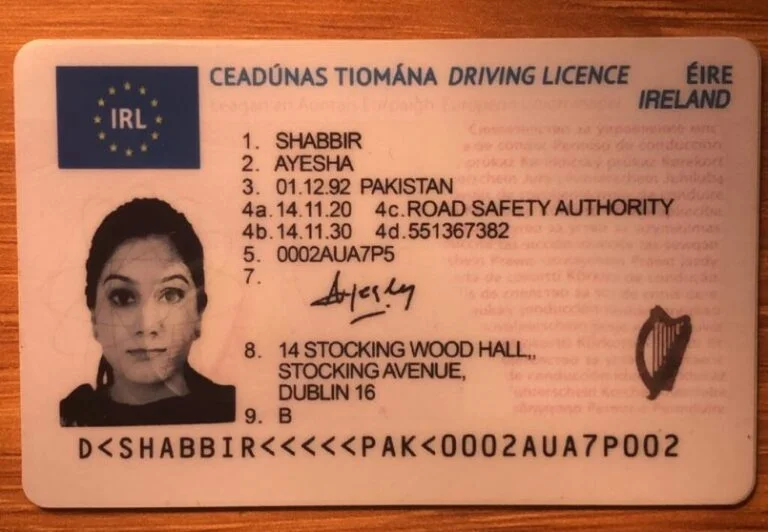 CEADÚNAS TIOMÁNA DRIVING LICENCE ÉIRE
IRELAND
IRL
1. SHABBIR
2. AYESHA
3. 01.12.92 PAKISTAN
4a. 14.11.20 4c. ROAD SAFETY AUTHORITY
4b. 14.11.30 4d. 551367382
5. 0002AUA7P5
7. Ayesha
8. 14 STOCKING WOOD HALL,,
STOCKING AVENUE,
DUBLIN 16
9. B
D<SHABBIR<<<<<PAK<0002AUA7P002